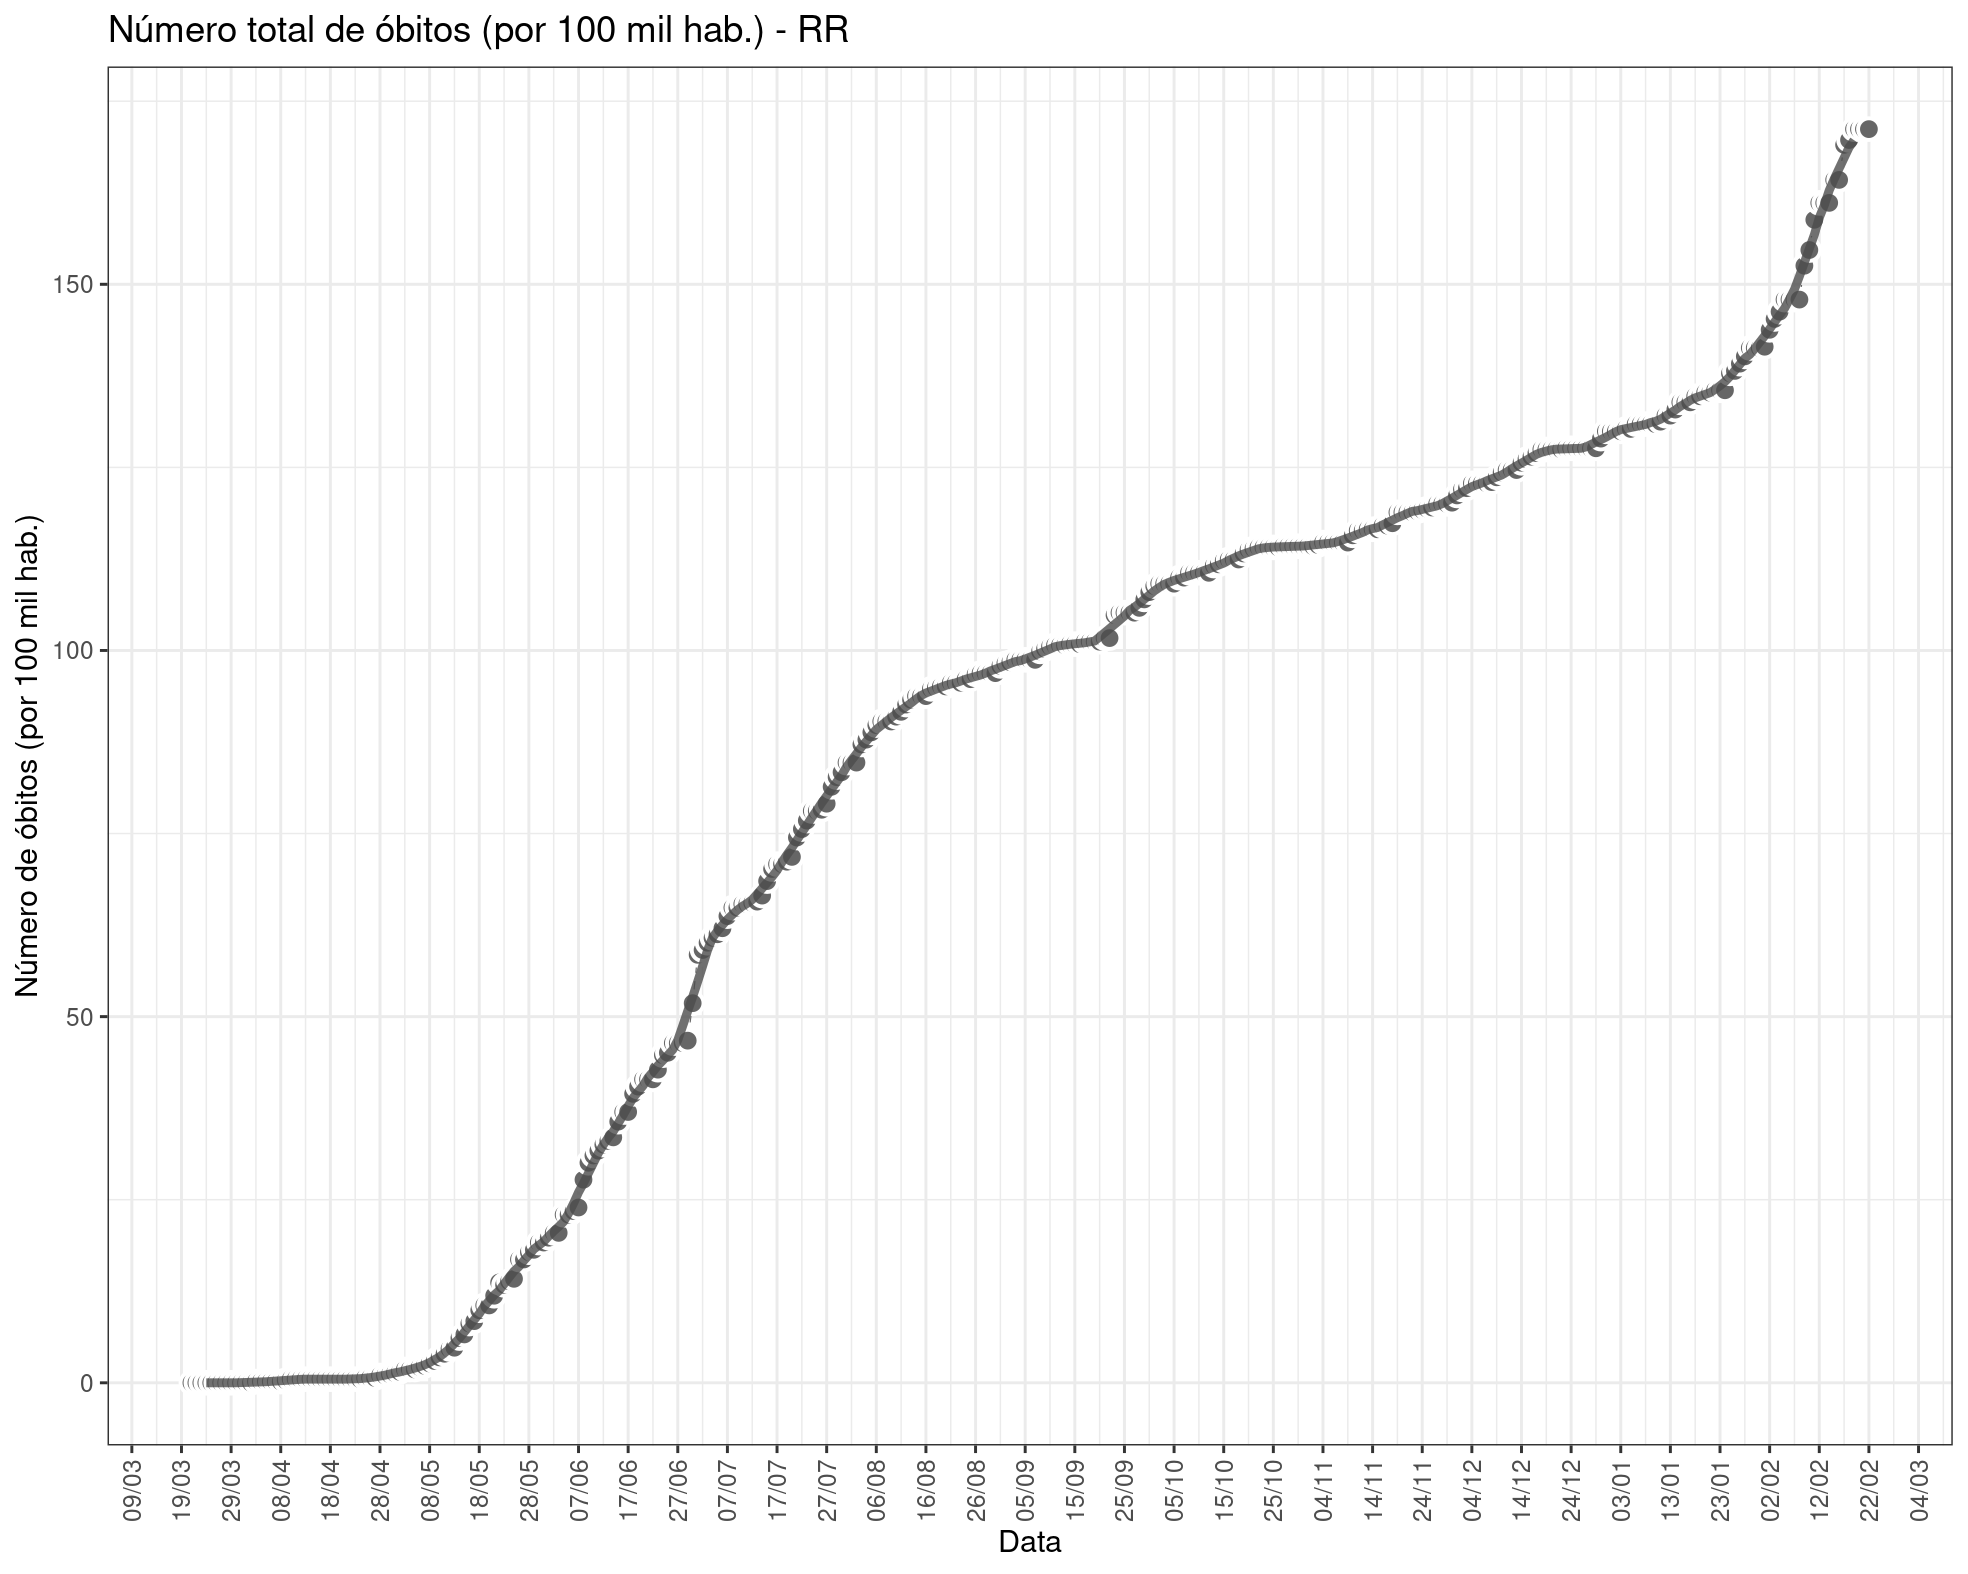 Número total de óbitos (por 100 mil hab.) - RR
Número de óbitos (por 100 mil hab.)
150
100
50
0
09/03 19/03 29/03 08/04 18/04 28/04 08/05 18/05 28/05 07/06 17/06 27/06 07/07 17/07 27/07 06/08 16/08 26/08 05/09 15/09 25/09 05/10 15/10 25/10 04/11 14/11 24/11 04/12 14/12 24/12 03/01 13/01 23/01 02/02 12/02 22/02 04/03
Data